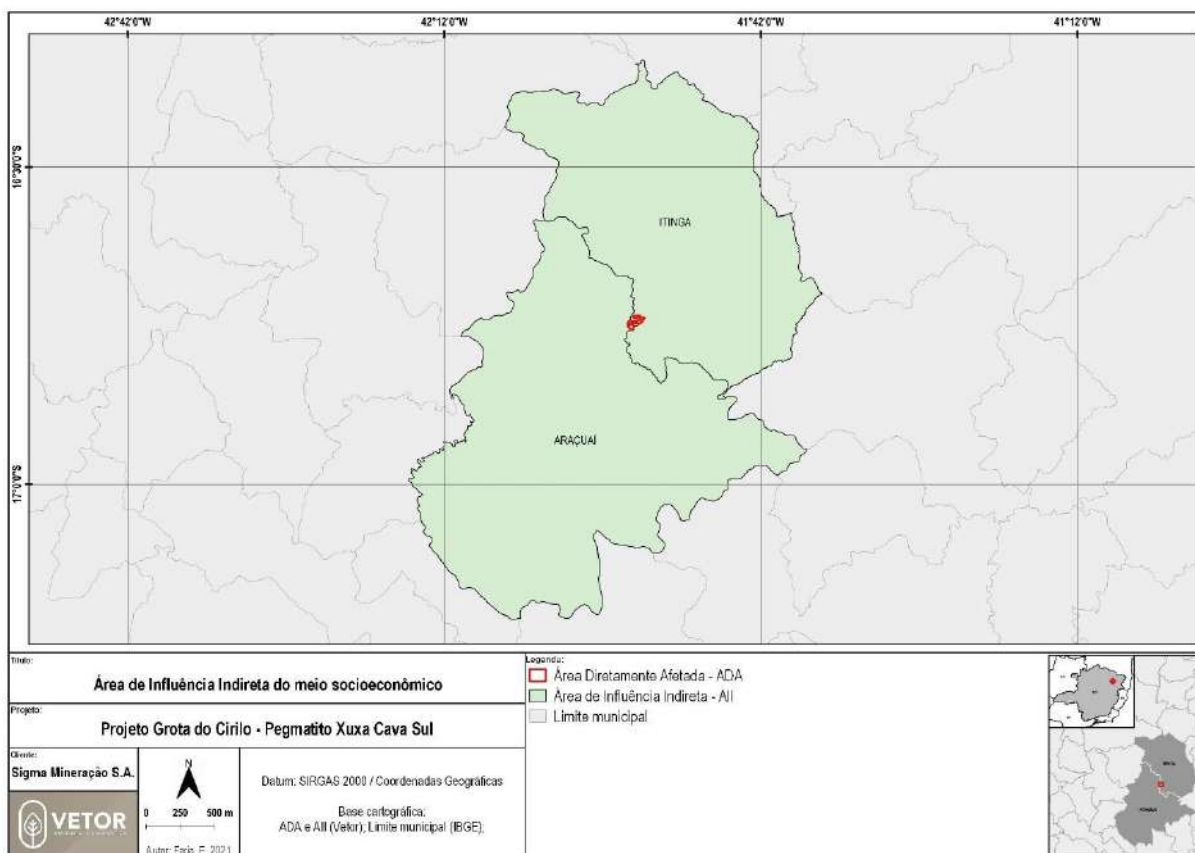 42°42'0"W 42°12'0"W 41°42'0"W 41°12'0"W
16°30'0"S
17°0'0"S
ITINGA
ARAÇUAÍ
Título:
Área de Influência Indireta do meio socioeconômico
Projeto:
Projeto Grota do Cirilo - Pegmatito Xuxa Cava Sul
Cliente:
Sigma Mineração S.A.
VETOR
N
0 250 500 m
Autor: Faria, F. 2021
Datum: SIRGAS 2000 / Coordenadas Geográficas
Base cartográfica:
ADA e AII (Vetor); Limite municipal (IBGE);
Legenda:
Área Diretamente Afetada - ADA
Área de Influência Indireta - AII
Limite municipal